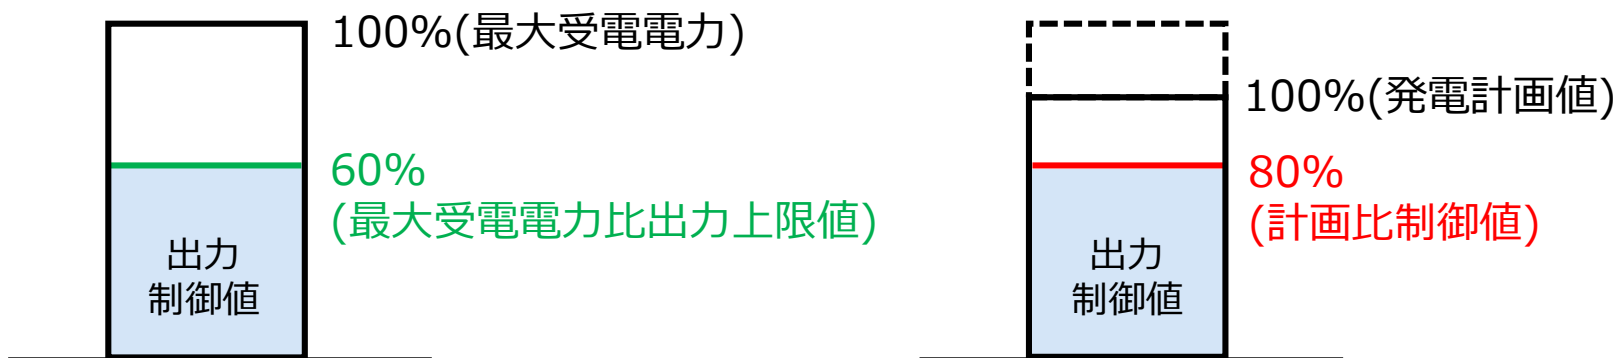 100%(最大受電電力)
60%
(最大受電電力比出力上限値)
出力
制御値
100%(発電計画値)
80%
(計画比制御値)
出力
制御値